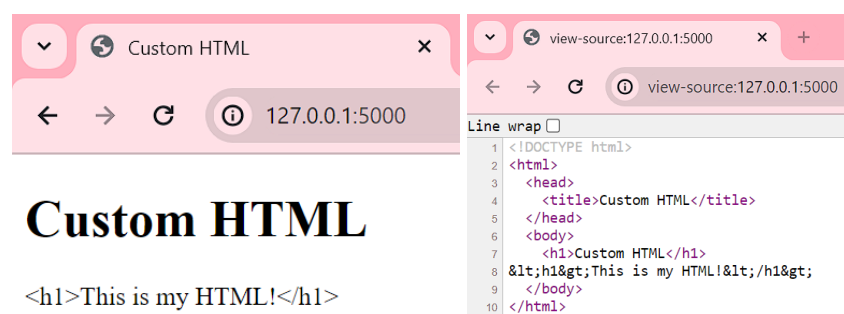 Custom HTML
127.0.0.1:5000
Custom HTML
<h1>This is my HTML!</h1>
view-source:127.0.0.1:5000
view-source:127.0.0.1:5000
Line wrap
1 <!DOCTYPE html>
2 <html>
3   <head>
4     <title>Custom HTML</title>
5   </head>
6   <body>
7     <h1>Custom HTML</h1>
8 &lt;h1&gt;This is my HTML!&lt;/h1&gt;
9   </body>
10 </html>